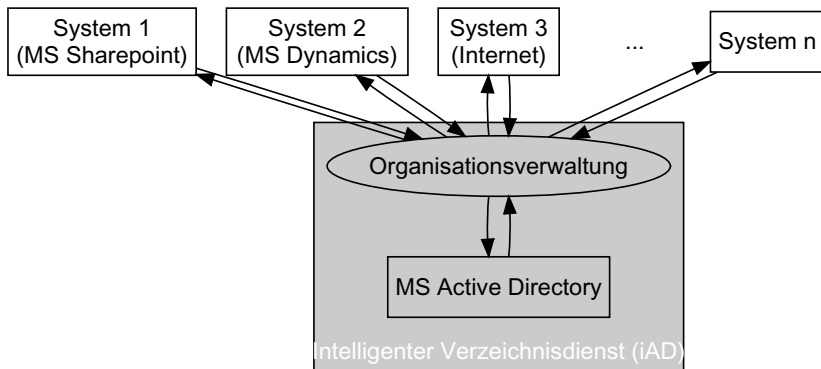 System 1
(MS Sharepoint)
System 2
(MS Dynamics)
System 3
(Internet)
...
System n
Organisationsverwaltung
MS Active Directory
Intelligenter Verzeichnisdienst (iAD)